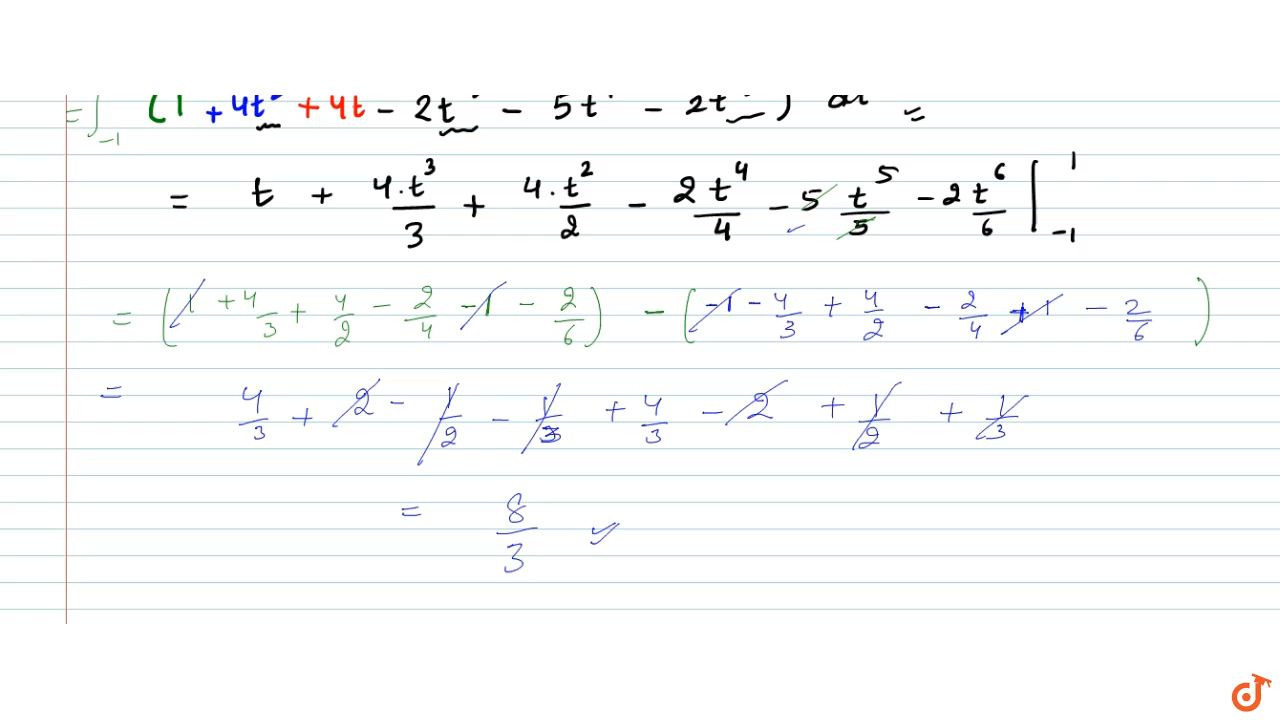 = ∫₋₁ (1 + 4t + 4t - 2t - 5t - 2t ) =
= t + 4·t³/3 + 4·t²/2 - 2t⁴/4 - 5 t⁵/5 - 2t⁶/6 |₋₁¹
= (1 + 4/3 + 4/2 - 2/4 - 1 - 2/6) - (-1 - 4/3 + 4/2 - 2/4 + 1 - 2/6)
= 4/3 + 2 - 1/2 - 1/3 + 4/3 - 2 + 1/2 + 1/3
= 8/3 ✓